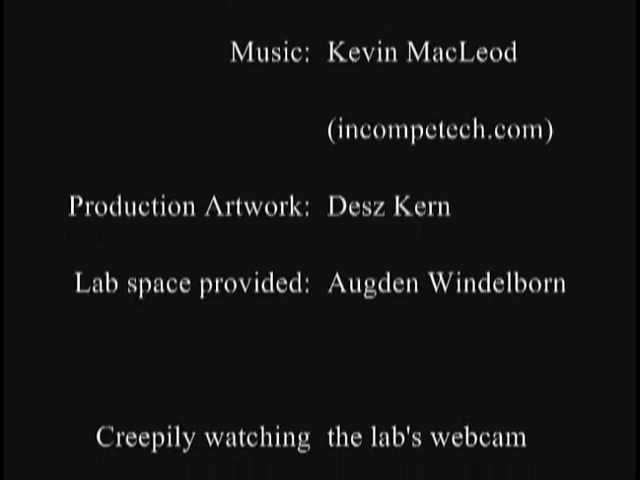 Music: Kevin MacLeod
(incompetech.com)
Production Artwork: Desz Kern
Lab space provided: Augden Windelborn
Creepily watching the lab's webcam